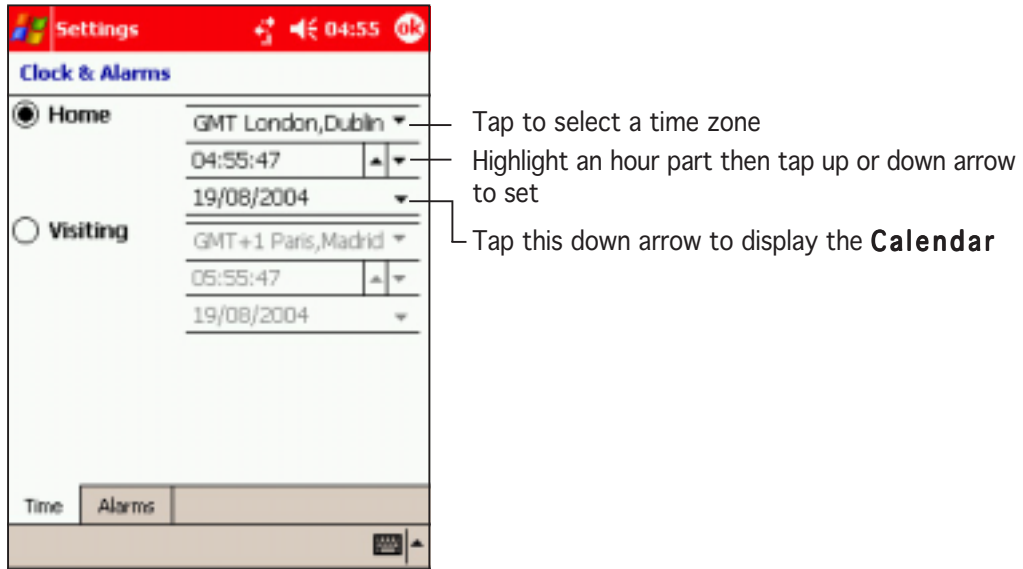 Settings 04:55 ok
Clock & Alarms
Home
GMT London,Dublin
04:55:47
19/08/2004
Visiting
GMT+1 Paris,Madrid
05:55:47
19/08/2004
Time Alarms
Tap to select a time zone
Highlight an hour part then tap up or down arrow
to set
Tap this down arrow to display the Calendar